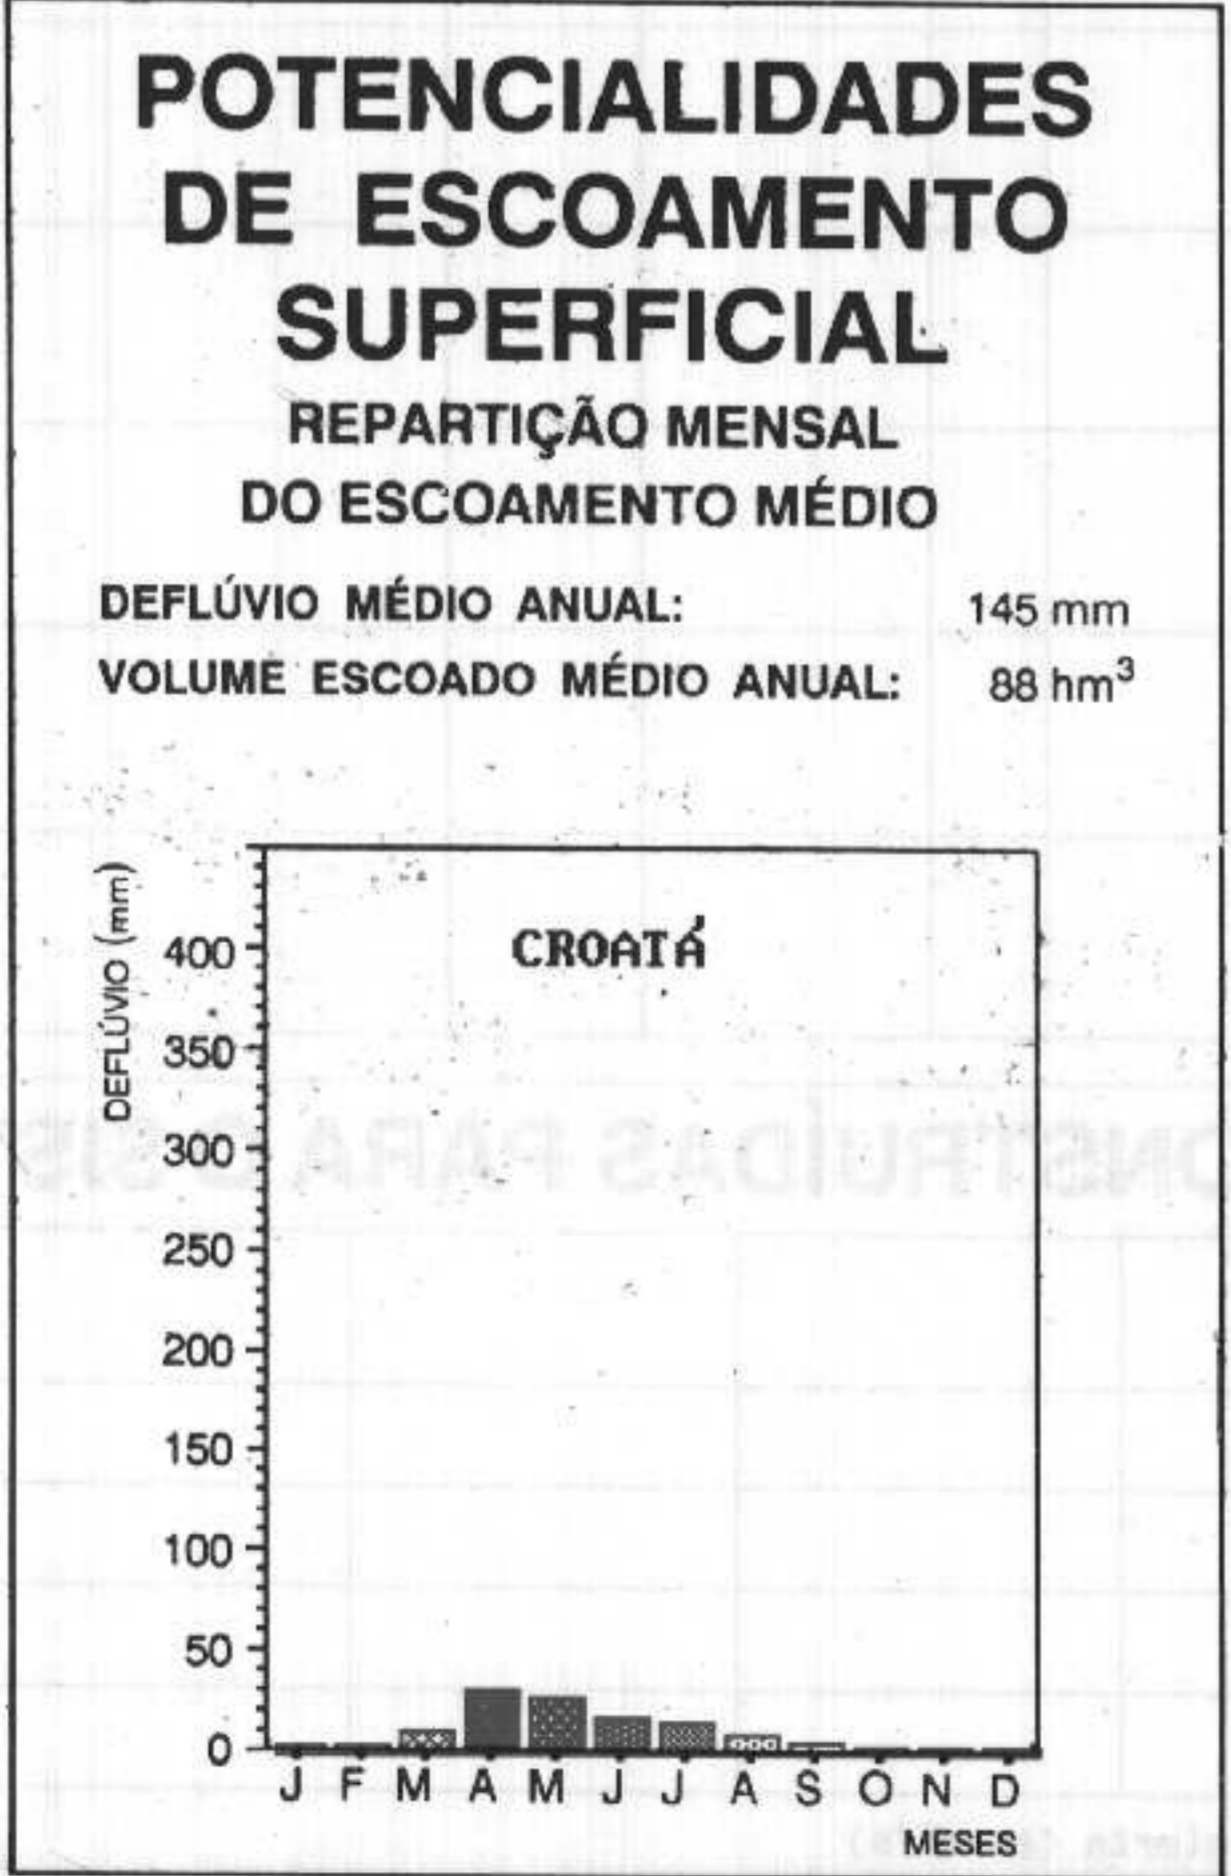 POTENCIALIDADES
DE ESCOAMENTO
SUPERFICIAL
REPARTIÇÃO MENSAL
DO ESCOAMENTO MÉDIO
DEFLÚVIO MÉDIO ANUAL: 145 mm
VOLUME ESCOADO MÉDIO ANUAL: 88 hm³
DEFLÚVIO (mm)
CROATÁ
400
350
300
250
200
150
100
50
0
J F M A M J J A S O N D
MESES